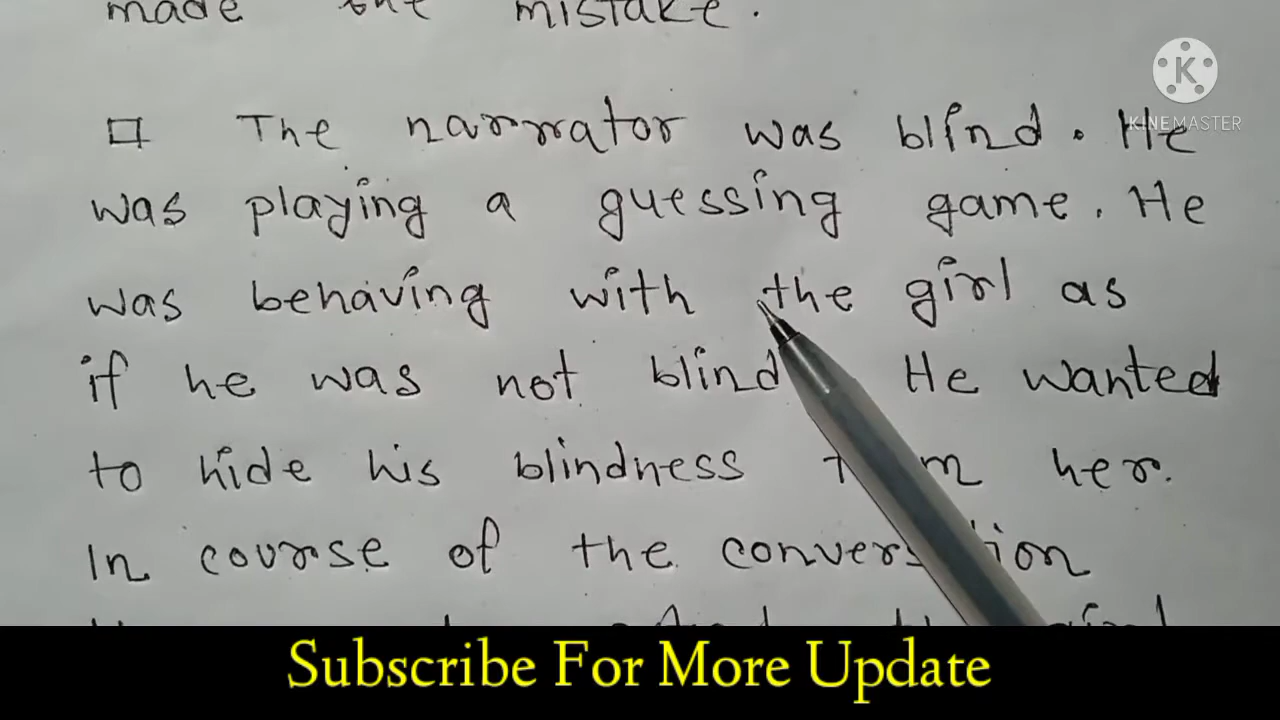 made the mistake.
KINEMASTER
□ The narrator was blind. He
was playing a guessing game. He
was behaving with the girl as
if he was not blind He wanted
to hide his blindness her.
In course of the
Subscribe For More Update